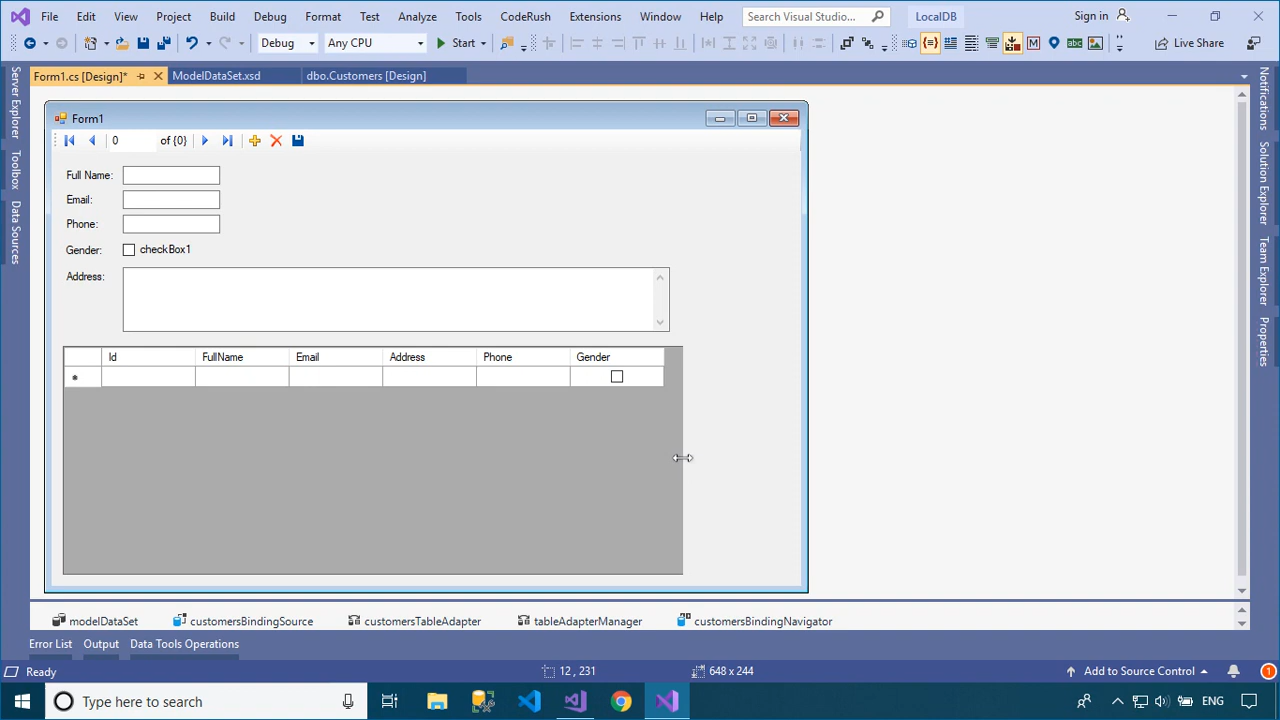 File Edit View Project Build Debug Format Test Analyze Tools CodeRush Extensions Window Help Search Visual Studio... LocalDB Sign in
Debug Any CPU Start Live Share
Form1.cs [Design]* ModelDataSet.xsd dbo.Customers [Design]
Server Explorer
Toolbox
Data Sources
Form1
0 of {0}
Full Name:
Email:
Phone:
Gender: checkBox1
Address:
Id FullName Email Address Phone Gender
Notifications
Solution Explorer
Team Explorer
Properties
modelDataSet customersBindingSource customersTableAdapter tableAdapterManager customersBindingNavigator
Error List Output Data Tools Operations
Ready 12 , 231 648 x 244 Add to Source Control 1
Type here to search ENG